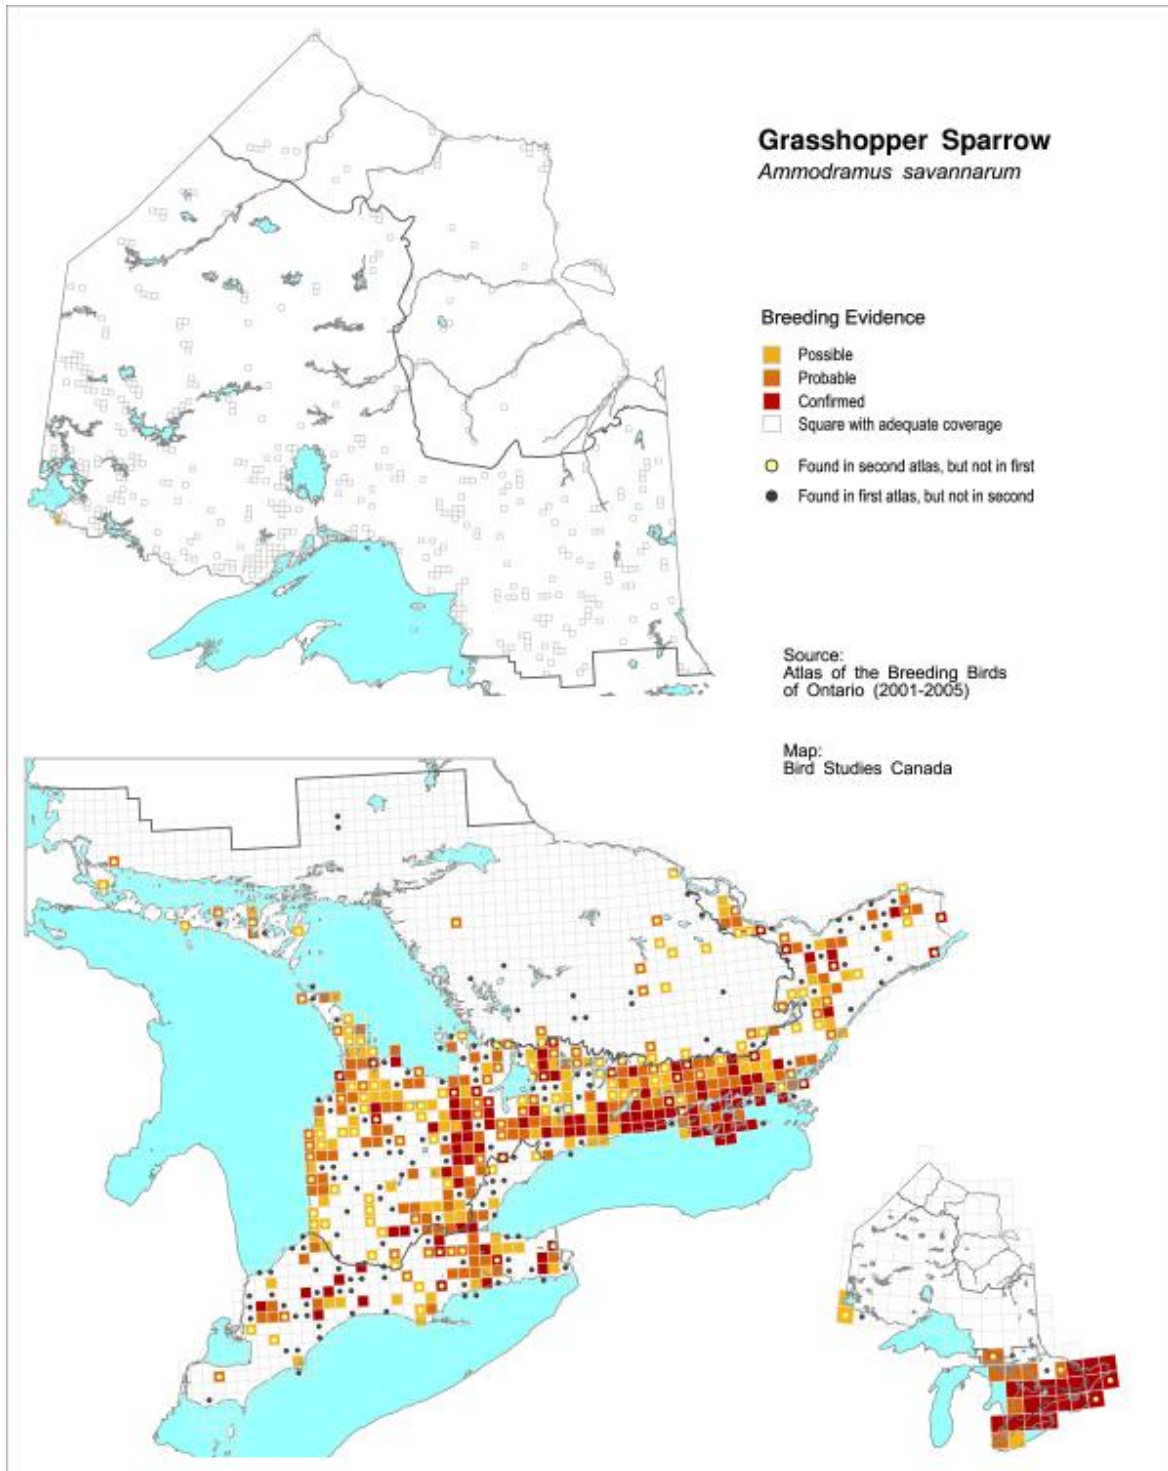 Grasshopper Sparrow
Ammodramus savannarum
Breeding Evidence
Possible
Probable
Confirmed
Square with adequate coverage
Found in second atlas, but not in first
Found in first atlas, but not in second
Source:
Atlas of the Breeding Birds
of Ontario (2001-2005)
Map:
Bird Studies Canada